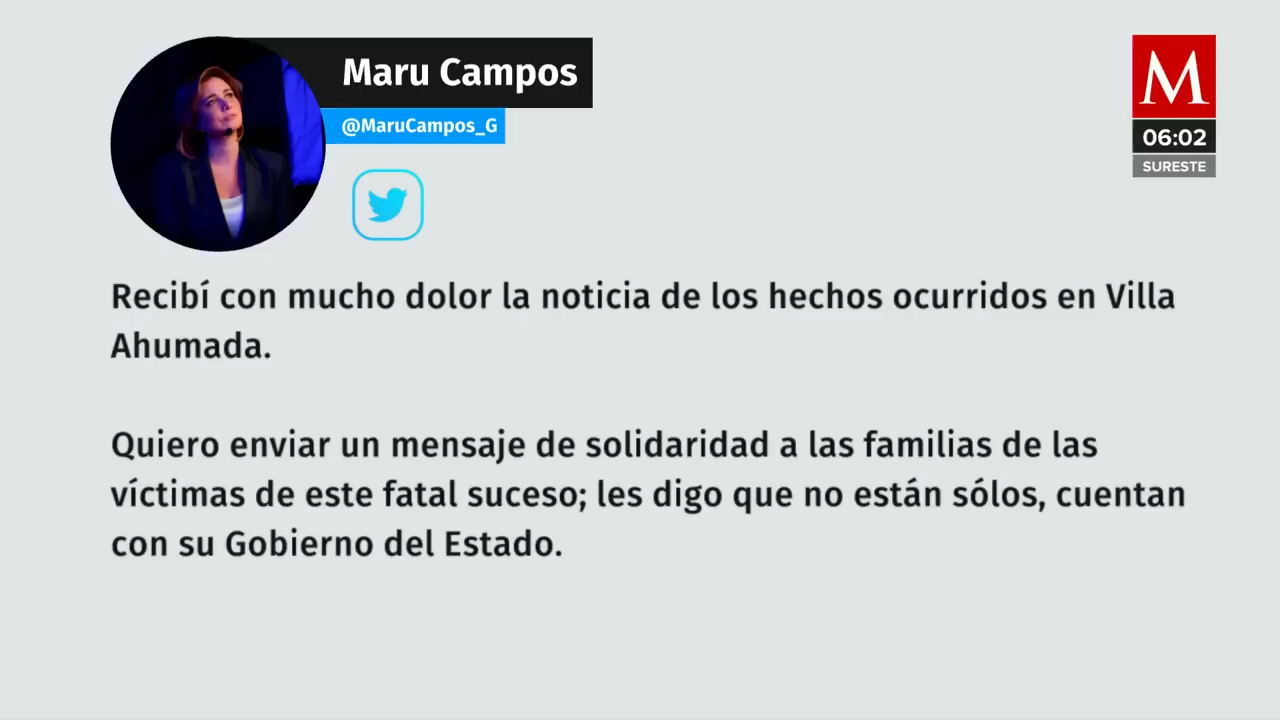 Maru Campos
@MaruCampos_G
M
06:02
SURESTE
Recibí con mucho dolor la noticia de los hechos ocurridos en Villa
Ahumada.
Quiero enviar un mensaje de solidaridad a las familias de las
víctimas de este fatal suceso; les digo que no están sólos, cuentan
con su Gobierno del Estado.